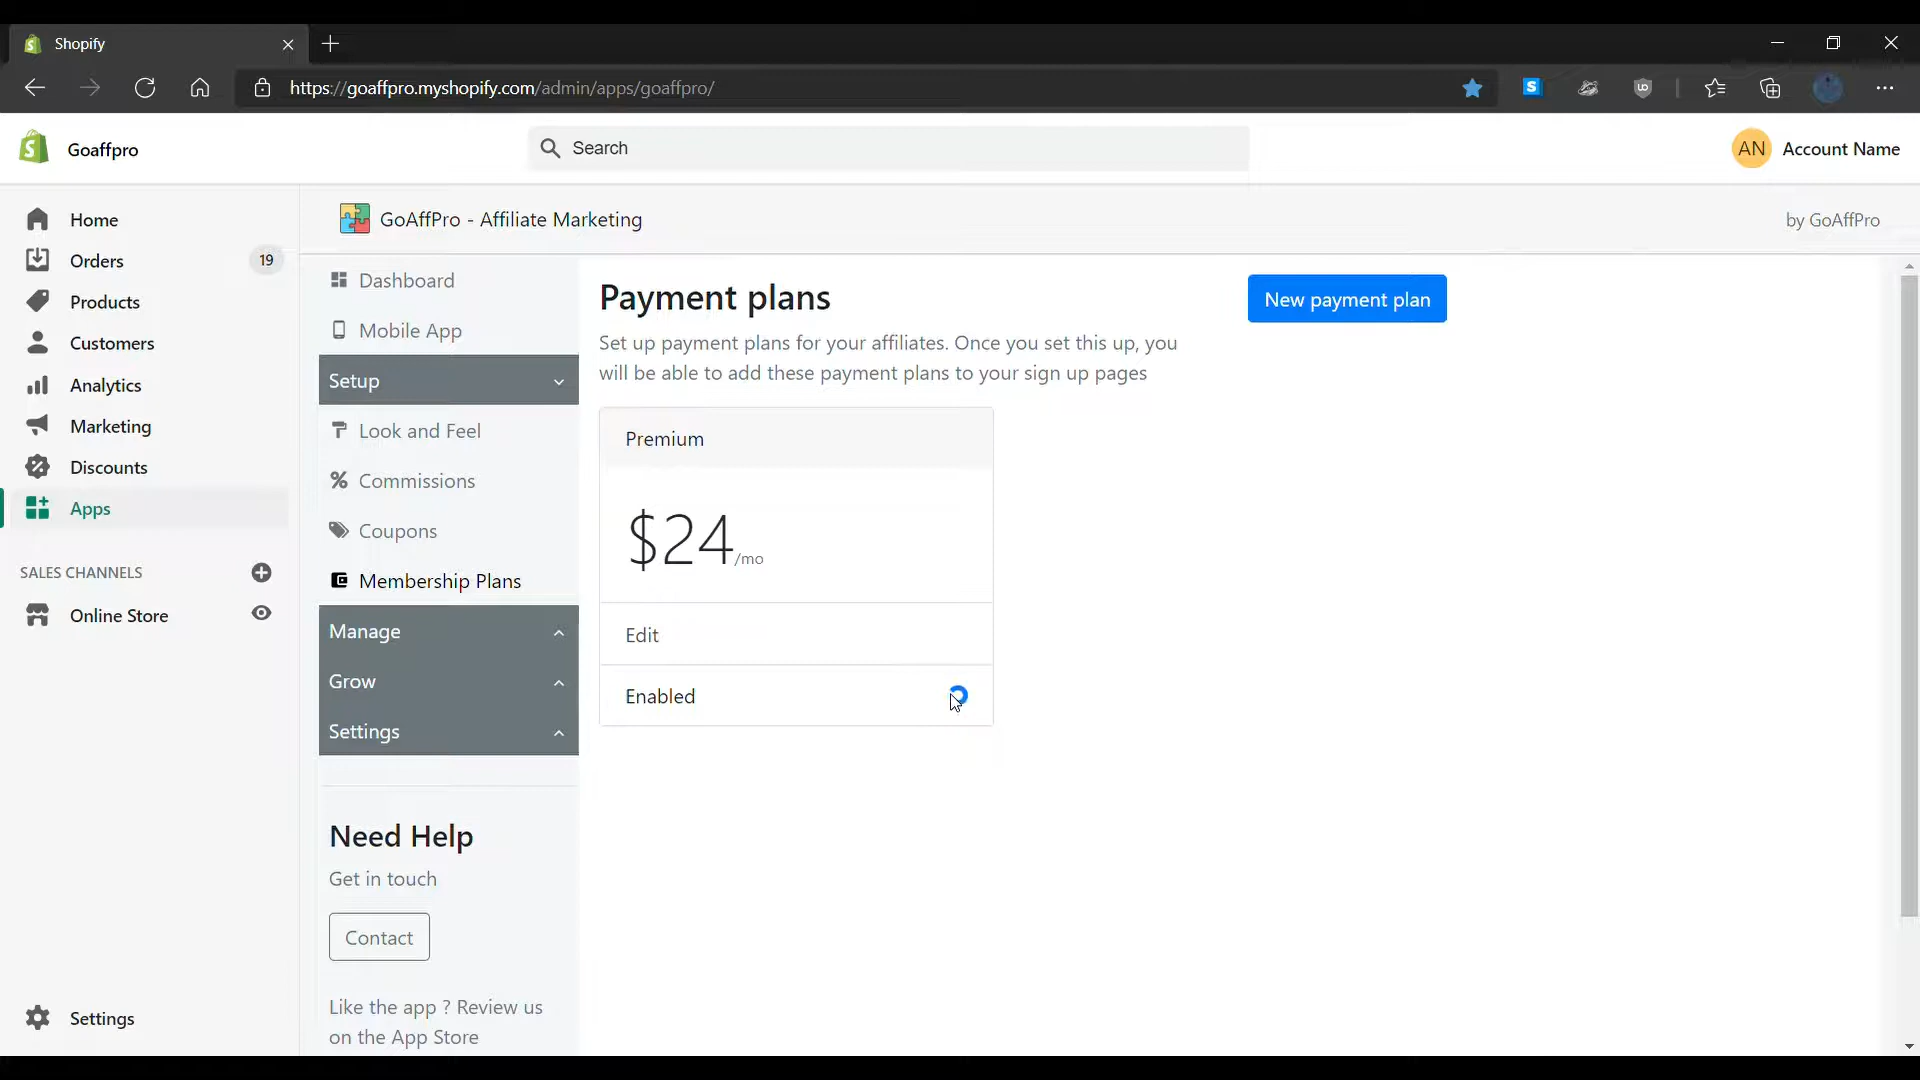 Shopify
https://goaffpro.myshopify.com/admin/apps/goaffpro/
S
Goaffpro
Search
AN Account Name
Home
Orders 19
Products
Customers
Analytics
Marketing
Discounts
Apps
SALES CHANNELS
Online Store
Settings
GoAffPro - Affiliate Marketing
by GoAffPro
Dashboard
Mobile App
Setup
Look and Feel
Commissions
Coupons
Membership Plans
Manage
Grow
Settings
Need Help
Get in touch
Contact
Like the app ? Review us
on the App Store
Payment plans
New payment plan
Set up payment plans for your affiliates. Once you set this up, you
will be able to add these payment plans to your sign up pages
Premium
$24/mo
Edit
Enabled